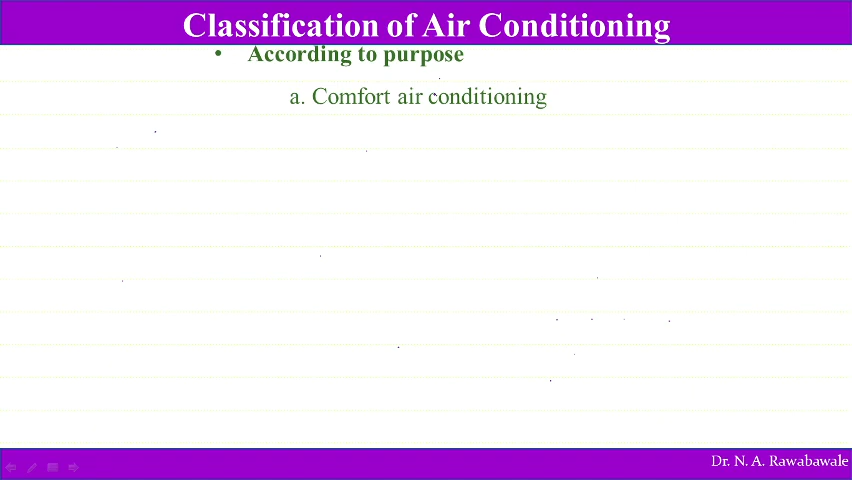 Classification of Air Conditioning
• According to purpose
a. Comfort air conditioning
Dr. N. A. Rawabawale